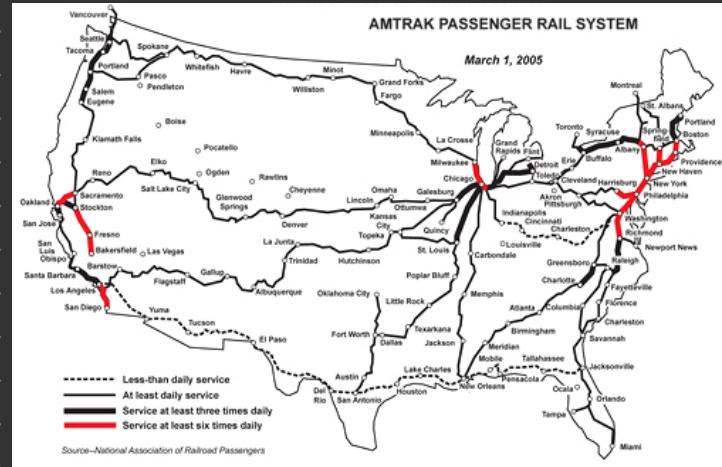 AMTRAK PASSENGER RAIL SYSTEM
March 1, 2005
Vancouver
Seattle
Tacoma
Spokane
Portland
Pasco
Pendleton
Salem
Eugene
Whitefish
Havre
Williston
Minot
Grand Forks
Fargo
Minneapolis
La Crosse
Milwaukee
Chicago
Grand
Rapids
Flint
Detroit
Toledo
Toronto
Syracuse
Buffalo
Erie
Cleveland
Akron
Pittsburgh
Montreal
St. Albans
Spring-
field
Albany
Portland
Boston
Providence
New Haven
New York
Harrisburg
Philadelphia
Washington
Richmond
Newport News
Klamath Falls
Boise
Pocatello
Ogden
Rawlins
Cheyenne
Reno
Elko
Salt Lake City
Glenwood
Springs
Denver
Lincoln
Omaha
Ottumwa
Galesburg
Kansas
City
Topeka
Quincy
St. Louis
Indianapolis
Cincinnati
Charleston
Louisville
Carbondale
Oakland
Sacramento
Stockton
San Jose
Fresno
San
Luis
Obispo
Bakersfield
Las Vegas
Santa Barbara
Barstow
Los Angeles
San Diego
Flagstaff
Gallup
Albuquerque
La Junta
Trinidad
Hutchinson
Poplar Bluff
Oklahoma City
Little Rock
Memphis
Greensboro
Raleigh
Charlotte
Fayetteville
Florence
Columbia
Charleston
Atlanta
Birmingham
Savannah
Yuma
Tucson
El Paso
Fort Worth
Dallas
Texarkana
Jackson
Meridian
Mobile
Tallahassee
Jacksonville
Pensacola
Austin
Lake Charles
Del
Rio
San Antonio
Houston
New Orleans
Ocala
Orlando
Tampa
Miami
Less-than daily service
At least daily service
Service at least three times daily
Service at least six times daily
Source--National Association of Railroad Passengers